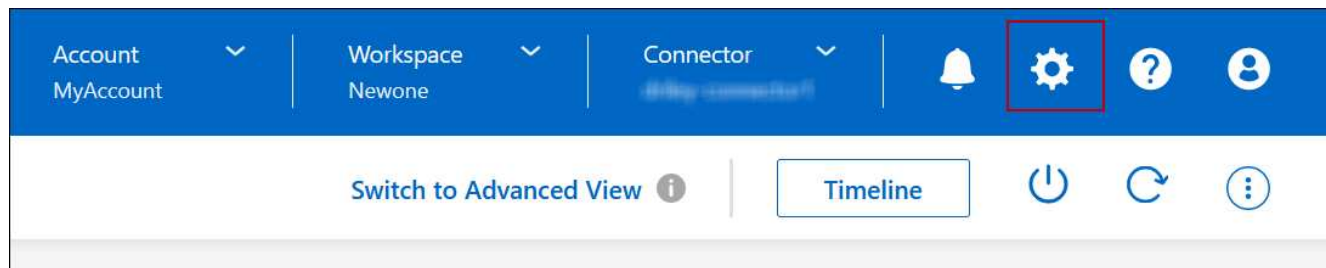 Account
MyAccount
Workspace
Newone
Connector
Switch to Advanced View
Timeline